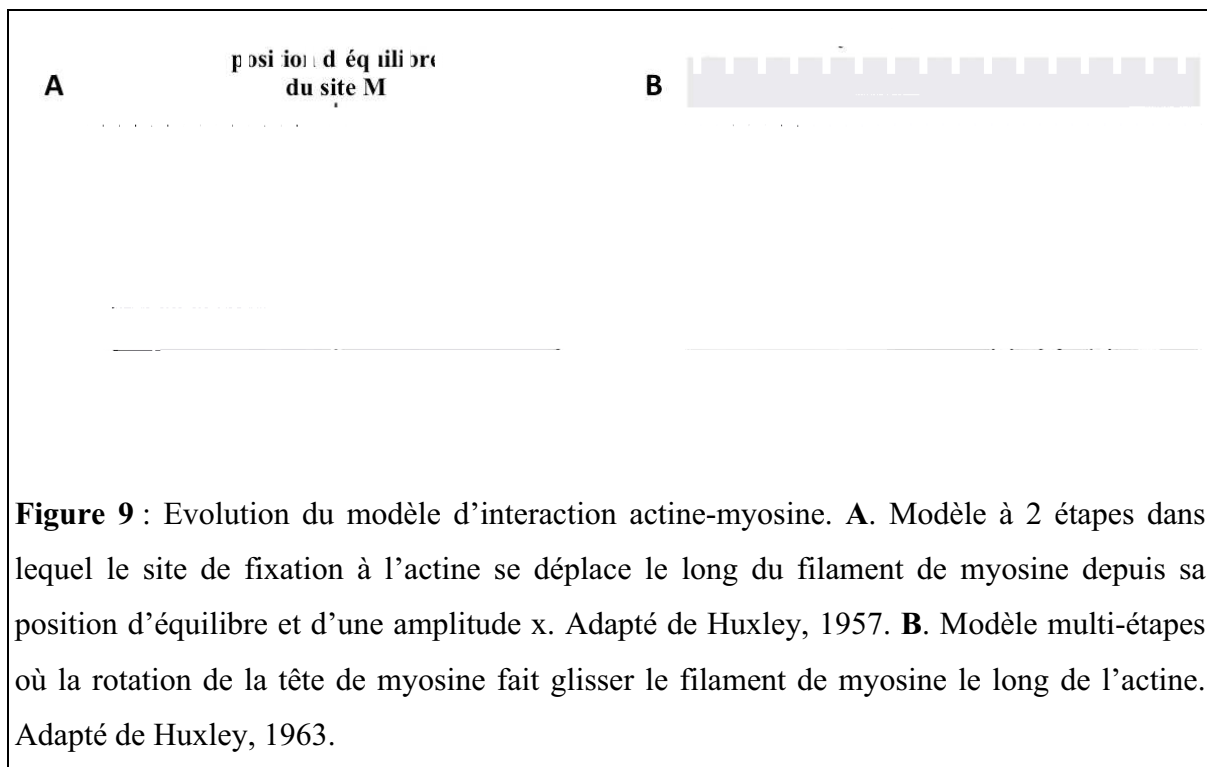 position d'équilibre
du site M
A
B
Figure 9 : Evolution du modèle d'interaction actine-myosine. A. Modèle à 2 étapes dans
lequel le site de fixation à l'actine se déplace le long du filament de myosine depuis sa
position d'équilibre et d'une amplitude x. Adapté de Huxley, 1957. B. Modèle multi-étapes
où la rotation de la tête de myosine fait glisser le filament de myosine le long de l'actine.
Adapté de Huxley, 1963.